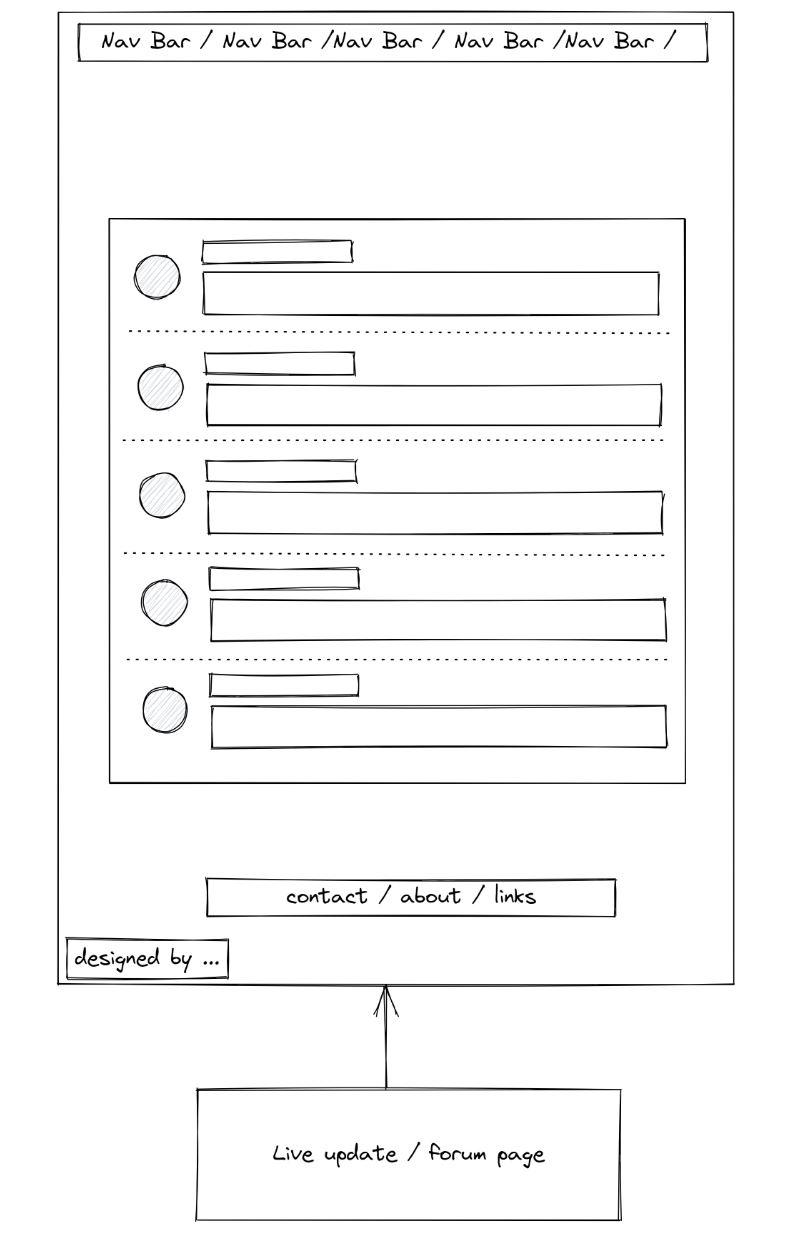 Nav Bar / Nav Bar /Nav Bar / Nav Bar /Nav Bar /
contact / about / links
designed by ...
Live update / forum page